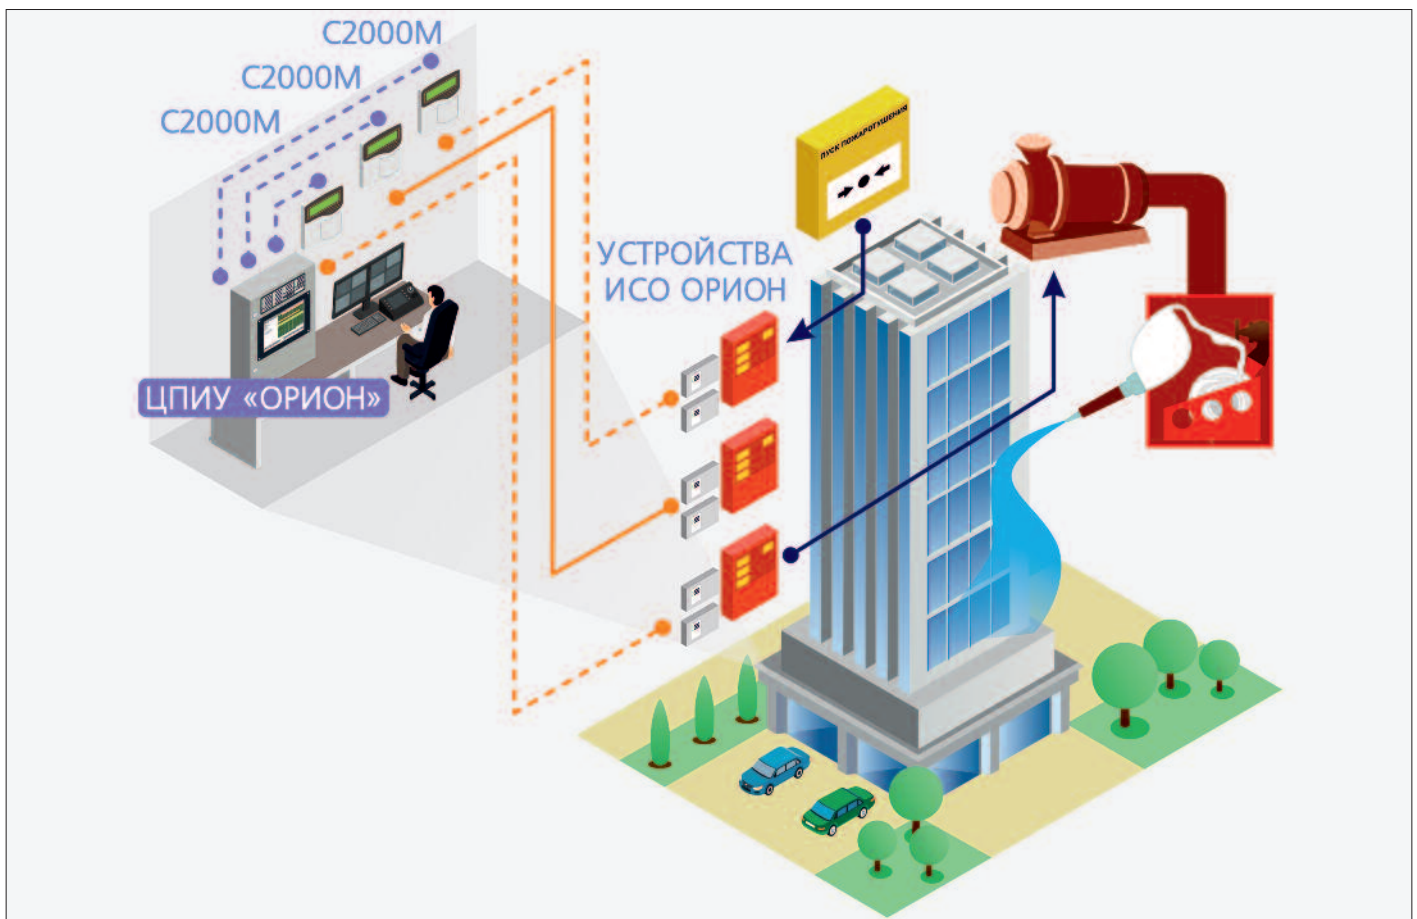 С2000М
С2000М
С2000М
ПУСК ПОЖАРОТУШЕНИЯ
УСТРОЙСТВА
ИСО ОРИОН
ЦПИУ «ОРИОН»